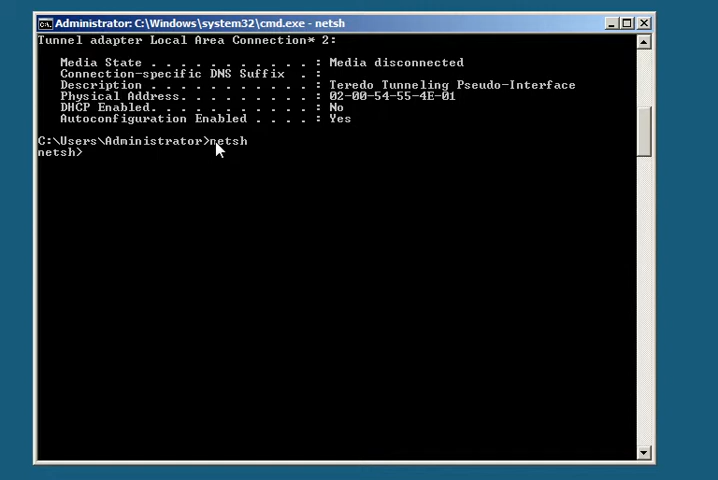 Administrator: C:\Windows\system32\cmd.exe - netsh
Tunnel adapter Local Area Connection* 2:
Media State . . . . . . . . . . . : Media disconnected
Connection-specific DNS Suffix  . :
Description . . . . . . . . . . . : Teredo Tunneling Pseudo-Interface
Physical Address. . . . . . . . . : 02-00-54-55-4E-01
DHCP Enabled. . . . . . . . . . . : No
Autoconfiguration Enabled . . . . : Yes
C:\Users\Administrator>netsh
netsh>